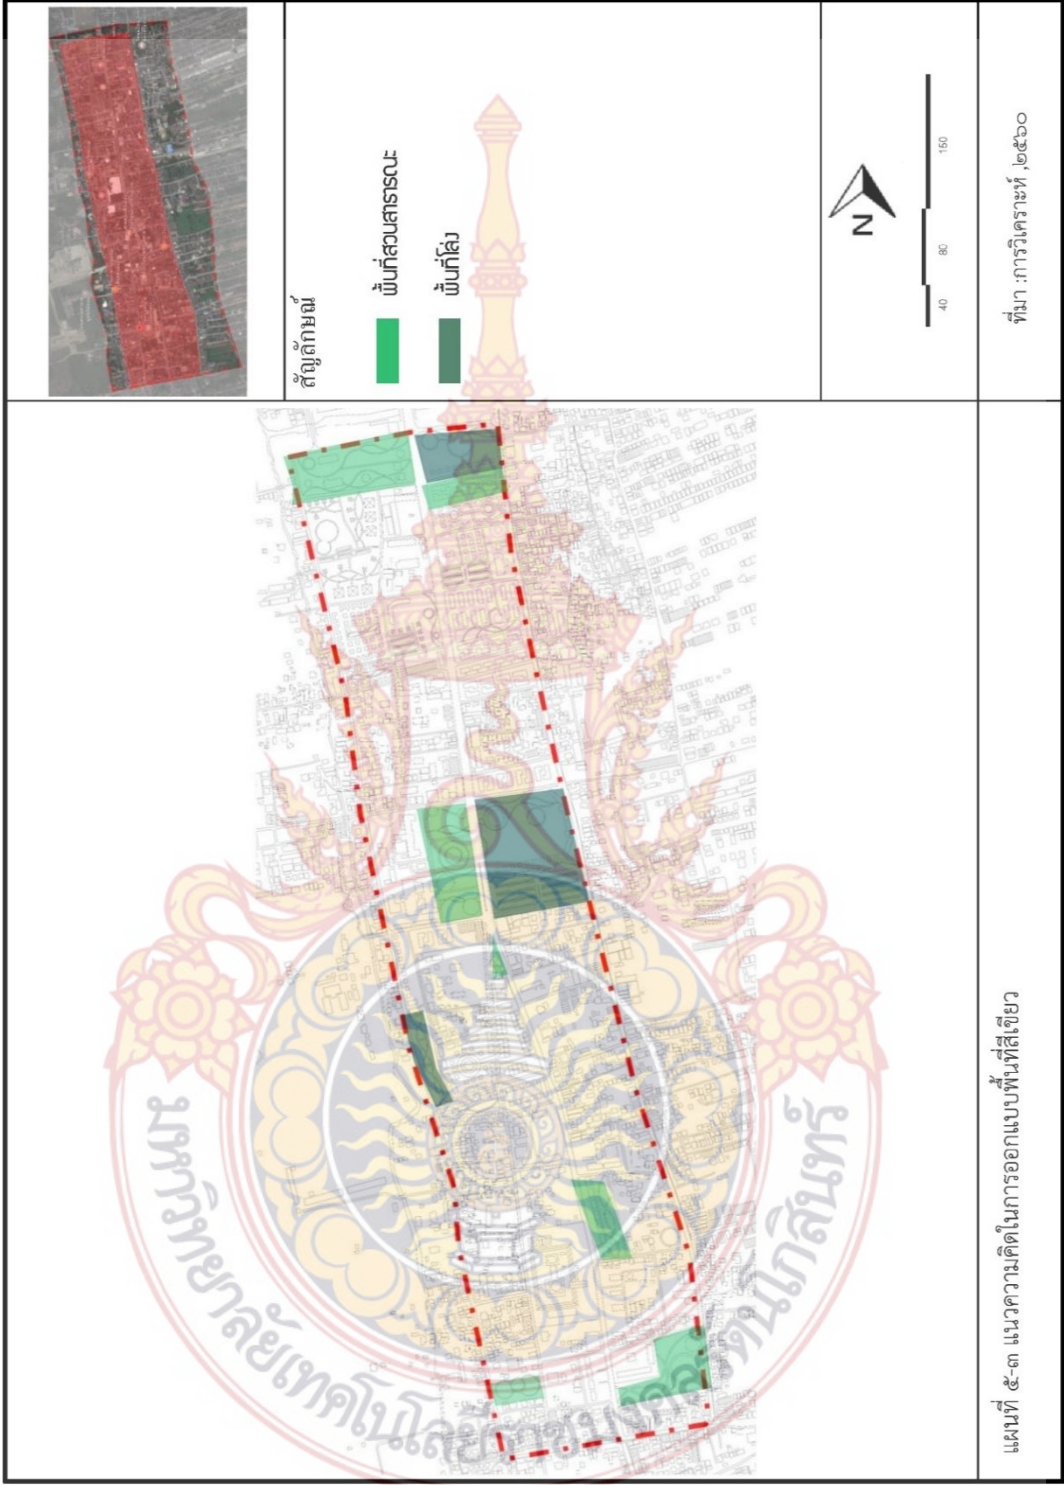 สัญลักษณ์
พื้นที่สวนสาธารณะ
พื้นที่โล่ง
N
40 80 160
ที่มา :การวิเคราะห์ ,๒๕๖๐
แผนที่ ๕-๓ แนวความคิดในการออกแบบพื้นที่สีเขียว
มหาวิทยาลัยเทคโนโลยีราชมงคลรัตนโกสินทร์